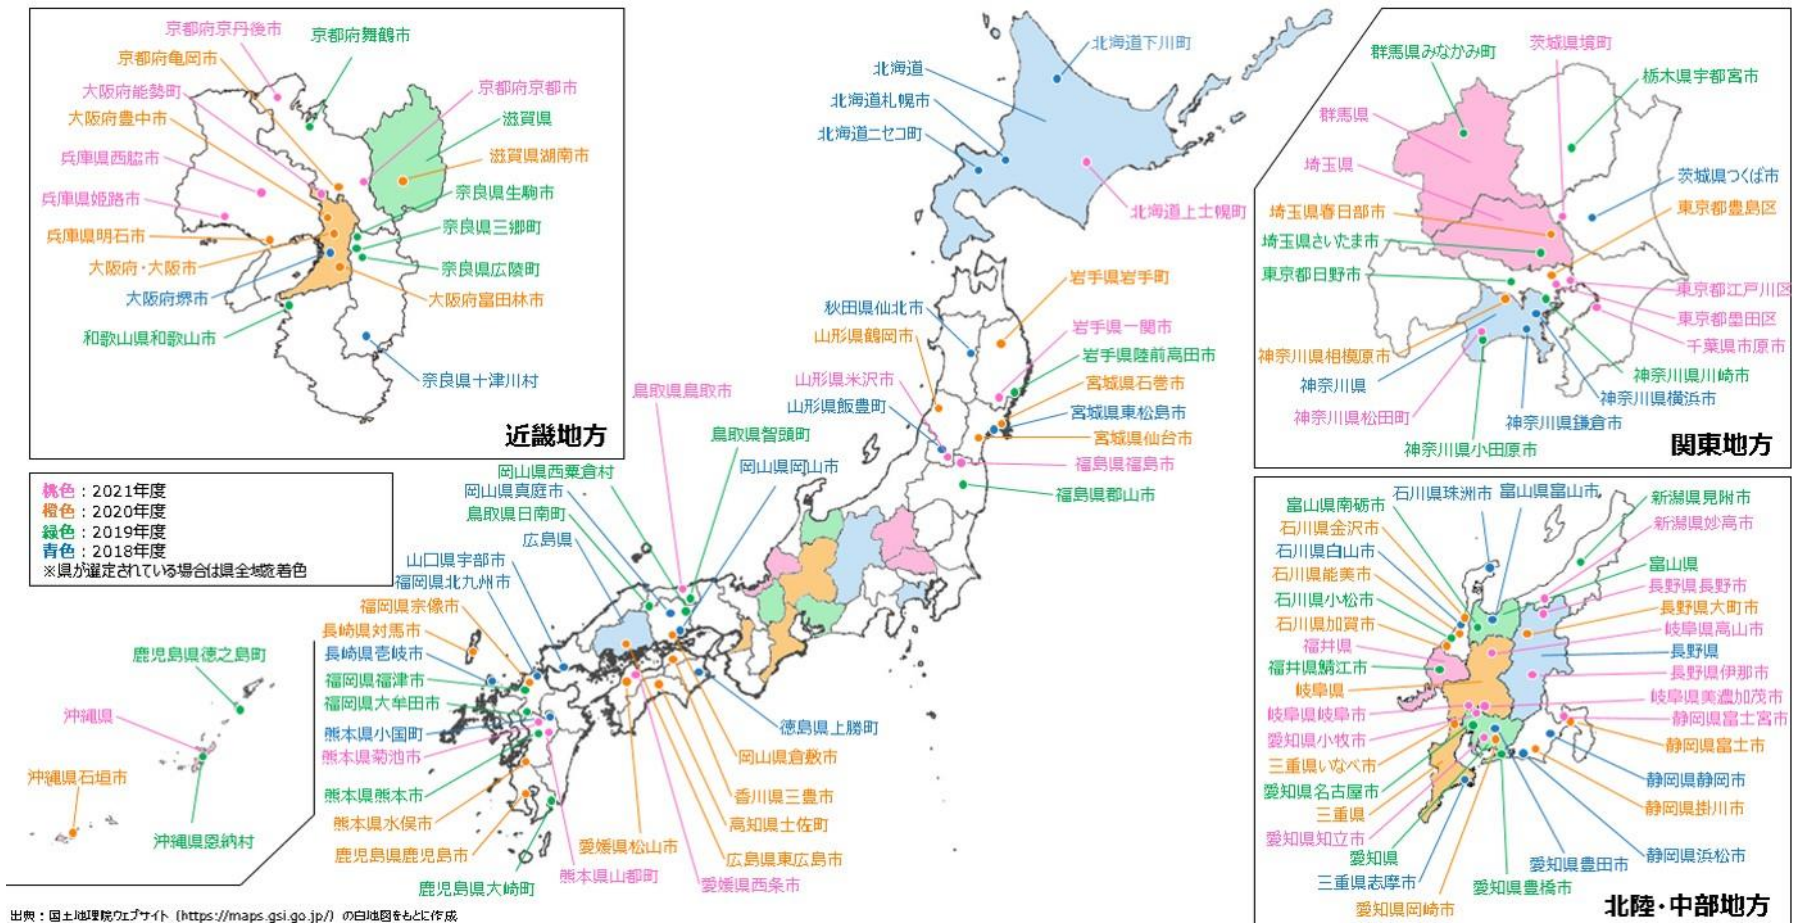 京都府京丹後市
京都府舞鶴市
京都府亀岡市
大阪府能勢町
京都府京都市
大阪府豊中市
滋賀県
兵庫県西脇市
滋賀県湖南市
兵庫県姫路市
奈良県生駒市
兵庫県明石市
奈良県三郷町
大阪府・大阪市
奈良県広陵町
大阪府堺市
大阪府富田林市
和歌山県和歌山市
奈良県十津川村
近畿地方
桃色：2021年度
橙色：2020年度
緑色：2019年度
青色：2018年度
※県が選定されている場合は県全域を着色
北海道下川町
北海道
北海道札幌市
北海道ニセコ町
北海道上士幌町
岩手県岩手町
秋田県仙北市
岩手県一関市
山形県鶴岡市
岩手県陸前高田市
山形県米沢市
宮城県石巻市
山形県飯豊町
宮城県東松島市
宮城県仙台市
福島県福島市
福島県郡山市
鳥取県鳥取市
鳥取県智頭町
岡山県西粟倉村
岡山県岡山市
岡山県真庭市
鳥取県日南町
広島県
山口県宇部市
福岡県北九州市
福岡県宗像市
長崎県対馬市
長崎県壱岐市
福岡県福津市
福岡県大牟田市
熊本県小国町
熊本県菊池市
熊本県熊本市
熊本県水俣市
鹿児島県鹿児島市
鹿児島県大崎町
熊本県山都町
愛媛県松山市
愛媛県西条市
広島県東広島市
高知県土佐町
香川県三豊市
岡山県倉敷市
徳島県上勝町
鹿児島県徳之島町
沖縄県
沖縄県石垣市
沖縄県恩納村
群馬県みなかみ町
茨城県境町
栃木県宇都宮市
群馬県
埼玉県
茨城県つくば市
埼玉県春日部市
東京都豊島区
埼玉県さいたま市
東京都日野市
東京都江戸川区
東京都墨田区
神奈川県相模原市
千葉県市原市
神奈川県
神奈川県川崎市
神奈川県横浜市
神奈川県松田町
神奈川県鎌倉市
神奈川県小田原市
関東地方
富山県南砺市
石川県珠洲市
富山県富山市
新潟県見附市
石川県金沢市
新潟県妙高市
石川県白山市
富山県
石川県能美市
長野県長野市
石川県小松市
長野県大町市
石川県加賀市
岐阜県高山市
福井県
長野県
福井県鯖江市
長野県伊那市
岐阜県
岐阜県美濃加茂市
岐阜県岐阜市
静岡県富士宮市
愛知県小牧市
静岡県富士市
三重県いなべ市
静岡県静岡市
愛知県名古屋市
静岡県掛川市
三重県
愛知県知立市
愛知県
愛知県豊田市
静岡県浜松市
三重県志摩市
愛知県豊橋市
愛知県岡崎市
北陸・中部地方
出典：国土地理院ウェブサイト（https://maps.gsi.go.jp/）の白地図をもとに作成